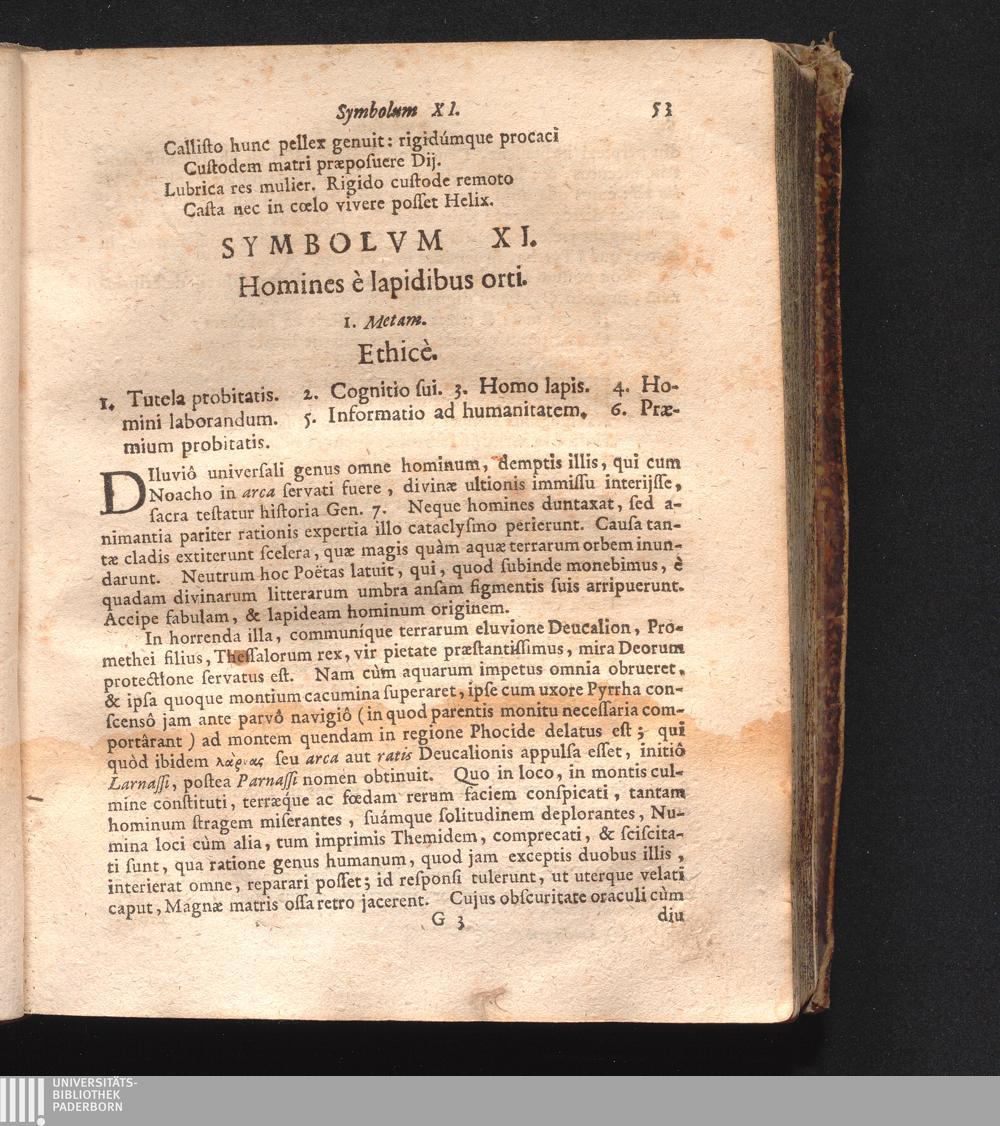 Symbolum XI. 53
Callisto hunc pellex genuit: rigidúmque procaci
Custodem matri præposuere Dij.
Lubrica res mulier. Rigido custode remoto
Casta nec in cœlo vivere posset Helix.
SYMBOLVM XI.
Homines è lapidibus orti.
1. Metam.
Ethicè.
1. Tutela probitatis. 2. Cognitio sui. 3. Homo lapis. 4. Ho-
mini laborandum. 5. Informatio ad humanitatem. 6. Præ-
mium probitatis.
DIluviô universali genus omne hominum, demptis illis, qui cum
Noacho in arca servati fuere, divinæ ultionis immissu interijsse,
sacra testatur historia Gen. 7. Neque homines duntaxat, sed a-
nimantia pariter rationis expertia illo cataclysmo perierunt. Causa tan-
tæ cladis extiterunt scelera, quæ magis quàm aquæ terrarum orbem inun-
darunt. Neutrum hoc Poëtas latuit, qui, quod subinde monebimus, è
quadam divinarum litterarum umbra ansam figmentis suis arripuerunt.
Accipe fabulam, & lapideam hominum originem.
In horrenda illa, communíque terrarum eluvione Deucalion, Pro-
methei filius, Thessalorum rex, vir pietate præstantissimus, mira Deorum
protectione servatus est. Nam cùm aquarum impetus omnia obrueret,
& ipsa quoque montium cacumina superaret, ipse cum uxore Pyrrha con-
scensô jam ante parvô navigiô (in quod parentis monitu necessaria com-
portârant) ad montem quendam in regione Phocide delatus est; qui
quòd ibidem λάρνας seu arca aut ratis Deucalionis appulsa esset, initiô
Larnassi, postea Parnassi nomen obtinuit. Quo in loco, in montis cul-
mine constituti, terræque ac fœdam rerum faciem conspicati, tantam
hominum stragem miserantes, suámque solitudinem deplorantes, Nu-
mina loci cùm alia, tum imprimis Themidem, comprecati, & sciscita-
ti sunt, qua ratione genus humanum, quod jam exceptis duobus illis,
interierat omne, reparari posset; id responsi tulerunt, ut uterque velati
caput, Magnæ matris ossa retro jacerent. Cujus obscuritate oraculi cùm
G 3 diu
UNIVERSITÄTS-
BIBLIOTHEK
PADERBORN